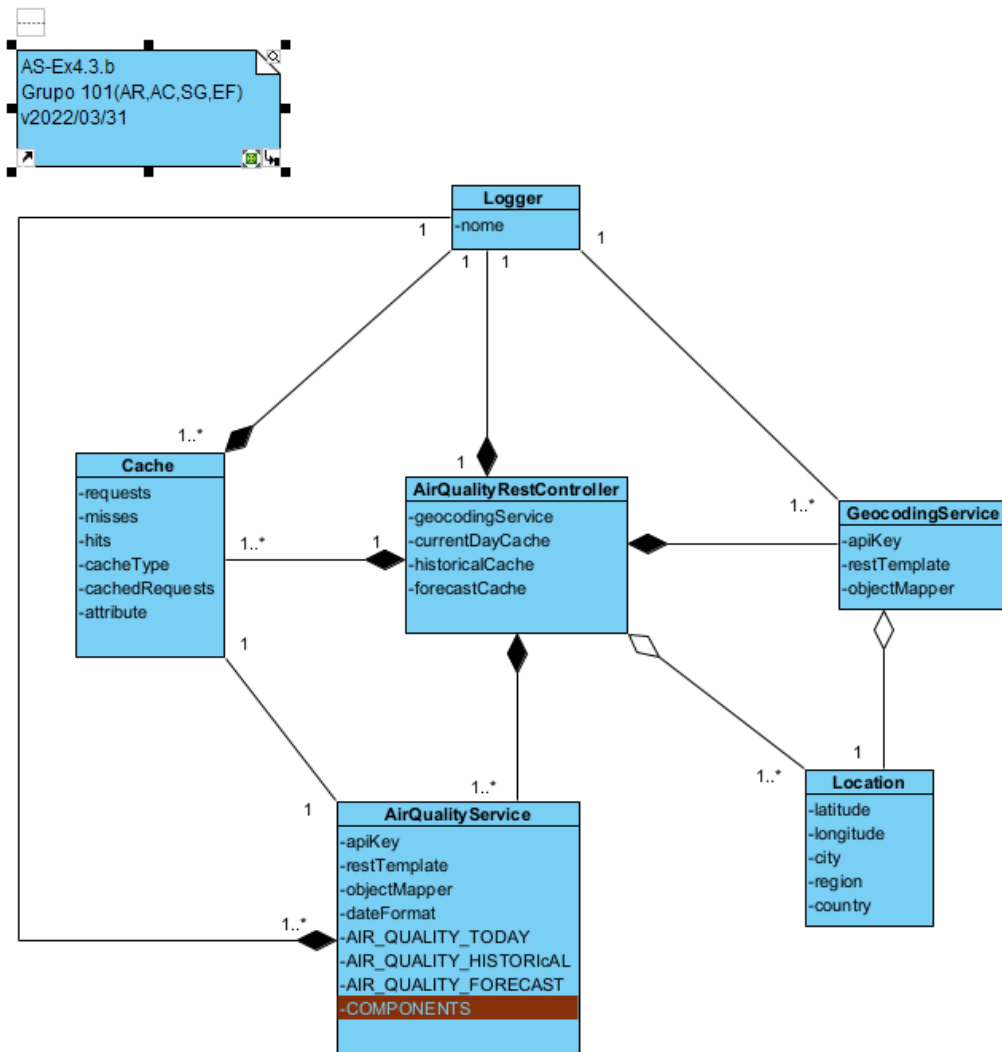 AS-Ex4.3.b
Grupo 101(AR,AC,SG,EF)
v2022/03/31
Logger
-nome
1
1
1
1
1..*
1
1..*
Cache
-requests
-misses
-hits
-cacheType
-cachedRequests
-attribute
1..*
1
AirQualityRestController
-geocodingService
-currentDayCache
-historicalCache
-forecastCache
GeocodingService
-apiKey
-restTemplate
-objectMapper
1
1
1..*
1..*
1
Location
-latitude
-longitude
-city
-region
-country
AirQualityService
-apiKey
-restTemplate
-objectMapper
-dateFormat
-AIR_QUALITY_TODAY
-AIR_QUALITY_HISTORIcAL
-AIR_QUALITY_FORECAST
-COMPONENTS
1..*